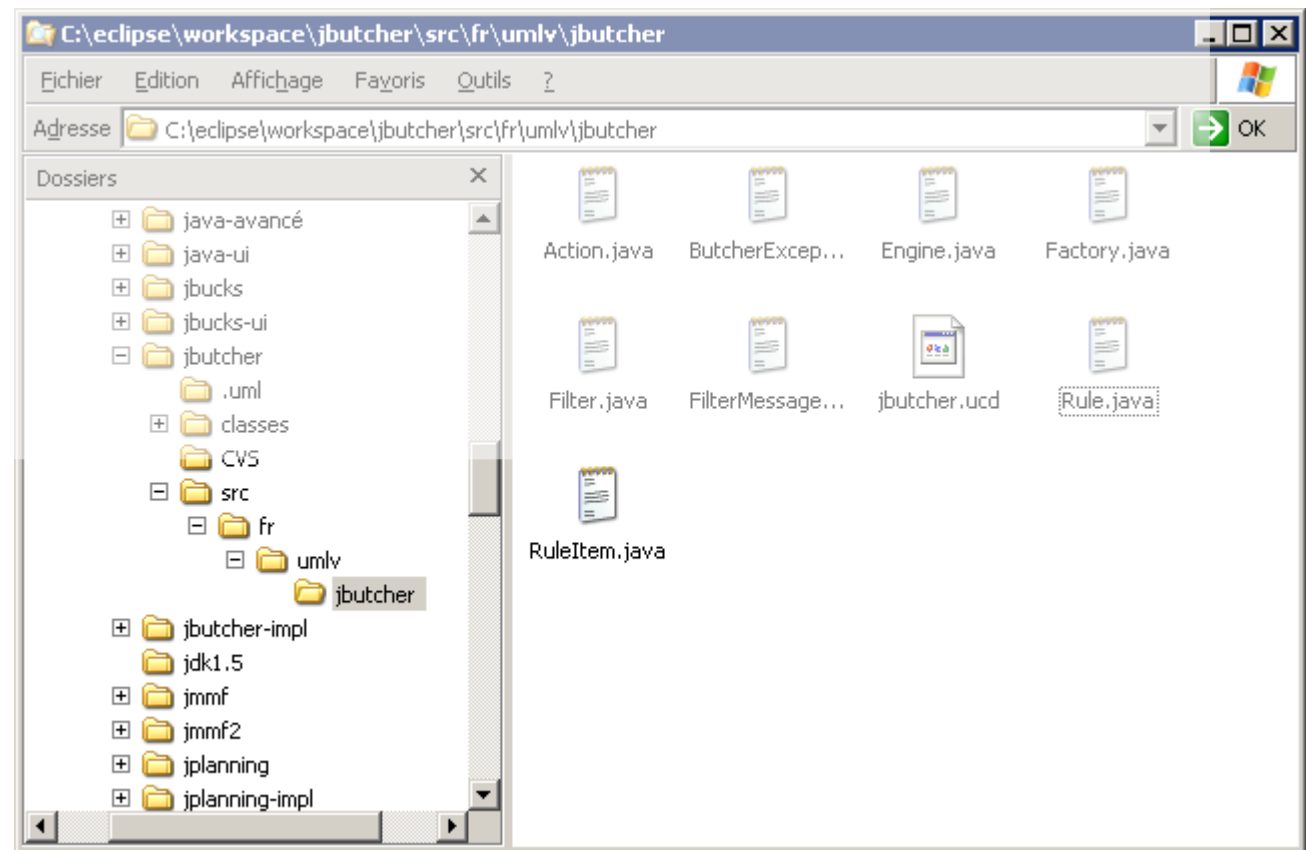 C:\eclipse\workspace\jbutcher\src\fr\umlv\jbutcher
Fichier Edition Affichage Favoris Outils ?
Adresse C:\eclipse\workspace\jbutcher\src\fr\umlv\jbutcher OK
Dossiers
java-avancé
java-ui
jbucks
jbucks-ui
jbutcher
.uml
classes
CVS
src
fr
umlv
jbutcher
jbutcher-impl
jdk1.5
jmmf
jmmf2
jplanning
jplanning-impl
Action.java ButcherExcep... Engine.java Factory.java
Filter.java FilterMessage... jbutcher.ucd Rule.java
RuleItem.java